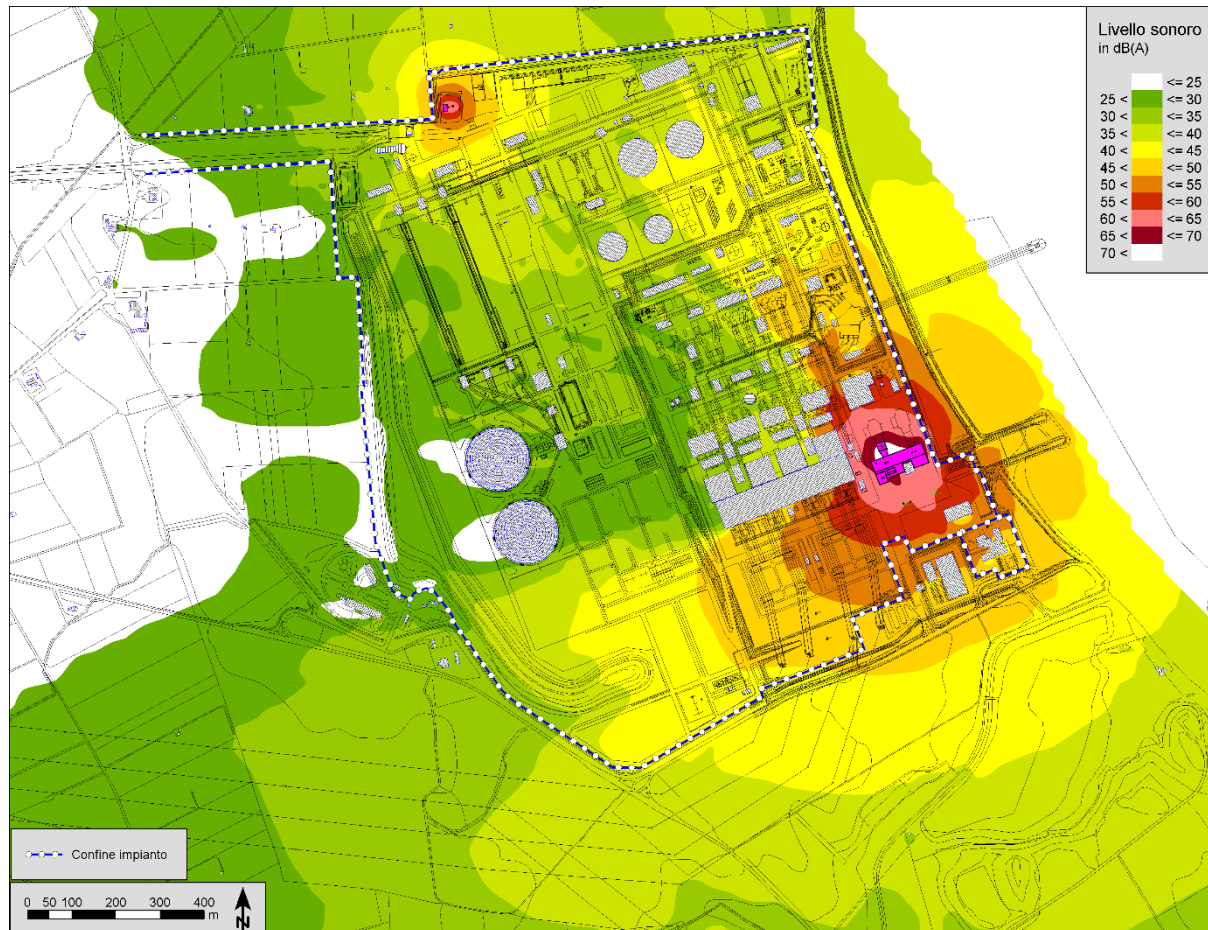 Livello sonoro
in dB(A)
<= 25
25 < <= 30
30 < <= 35
35 < <= 40
40 < <= 45
45 < <= 50
50 < <= 55
55 < <= 60
60 < <= 65
65 < <= 70
70 <
Confine impianto
0 50 100 200 300 400
m
N